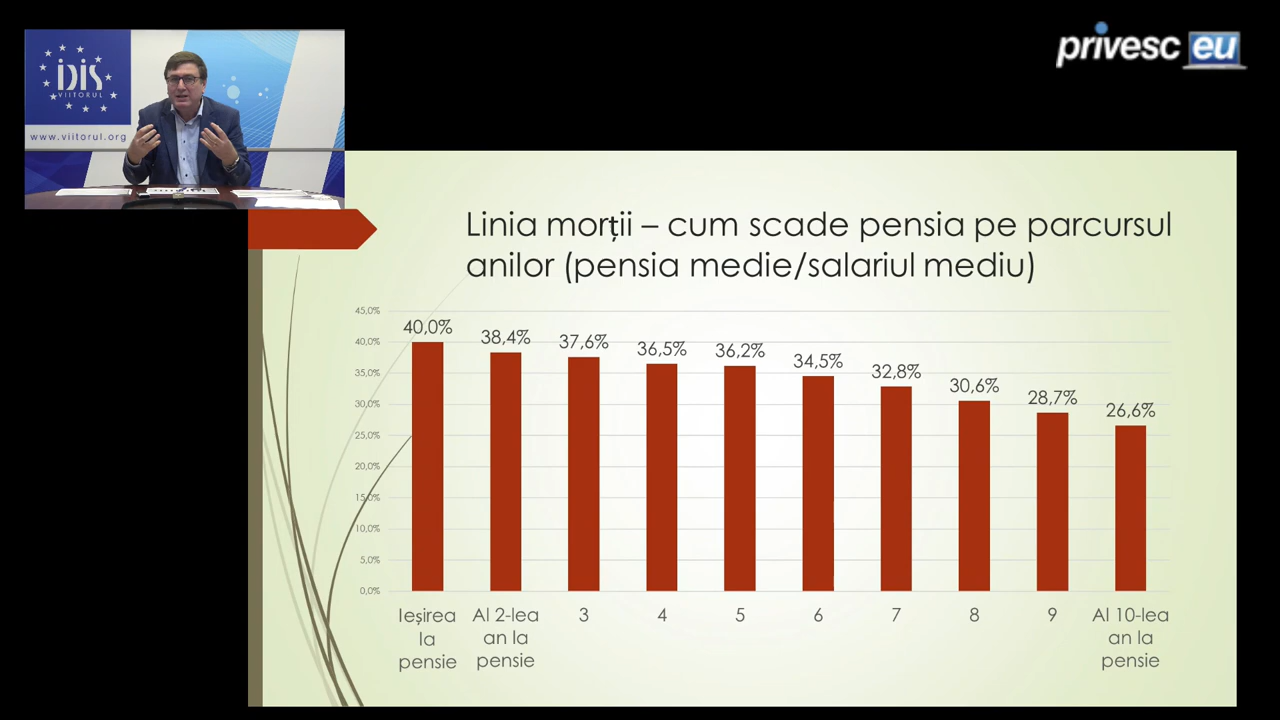 IDIS
VIITORUL
www.viitorul.org
privesc eu
Linia morții – cum scade pensia pe parcursul
anilor (pensia medie/salariul mediu)
45,0%
40,0%
35,0%
30,0%
25,0%
20,0%
15,0%
10,0%
5,0%
0,0%
40,0%
38,4%
37,6%
36,5%
36,2%
34,5%
32,8%
30,6%
28,7%
26,6%
Ieșirea
la
pensie
Al 2-lea
an la
pensie
3
4
5
6
7
8
9
Al 10-lea
an la
pensie